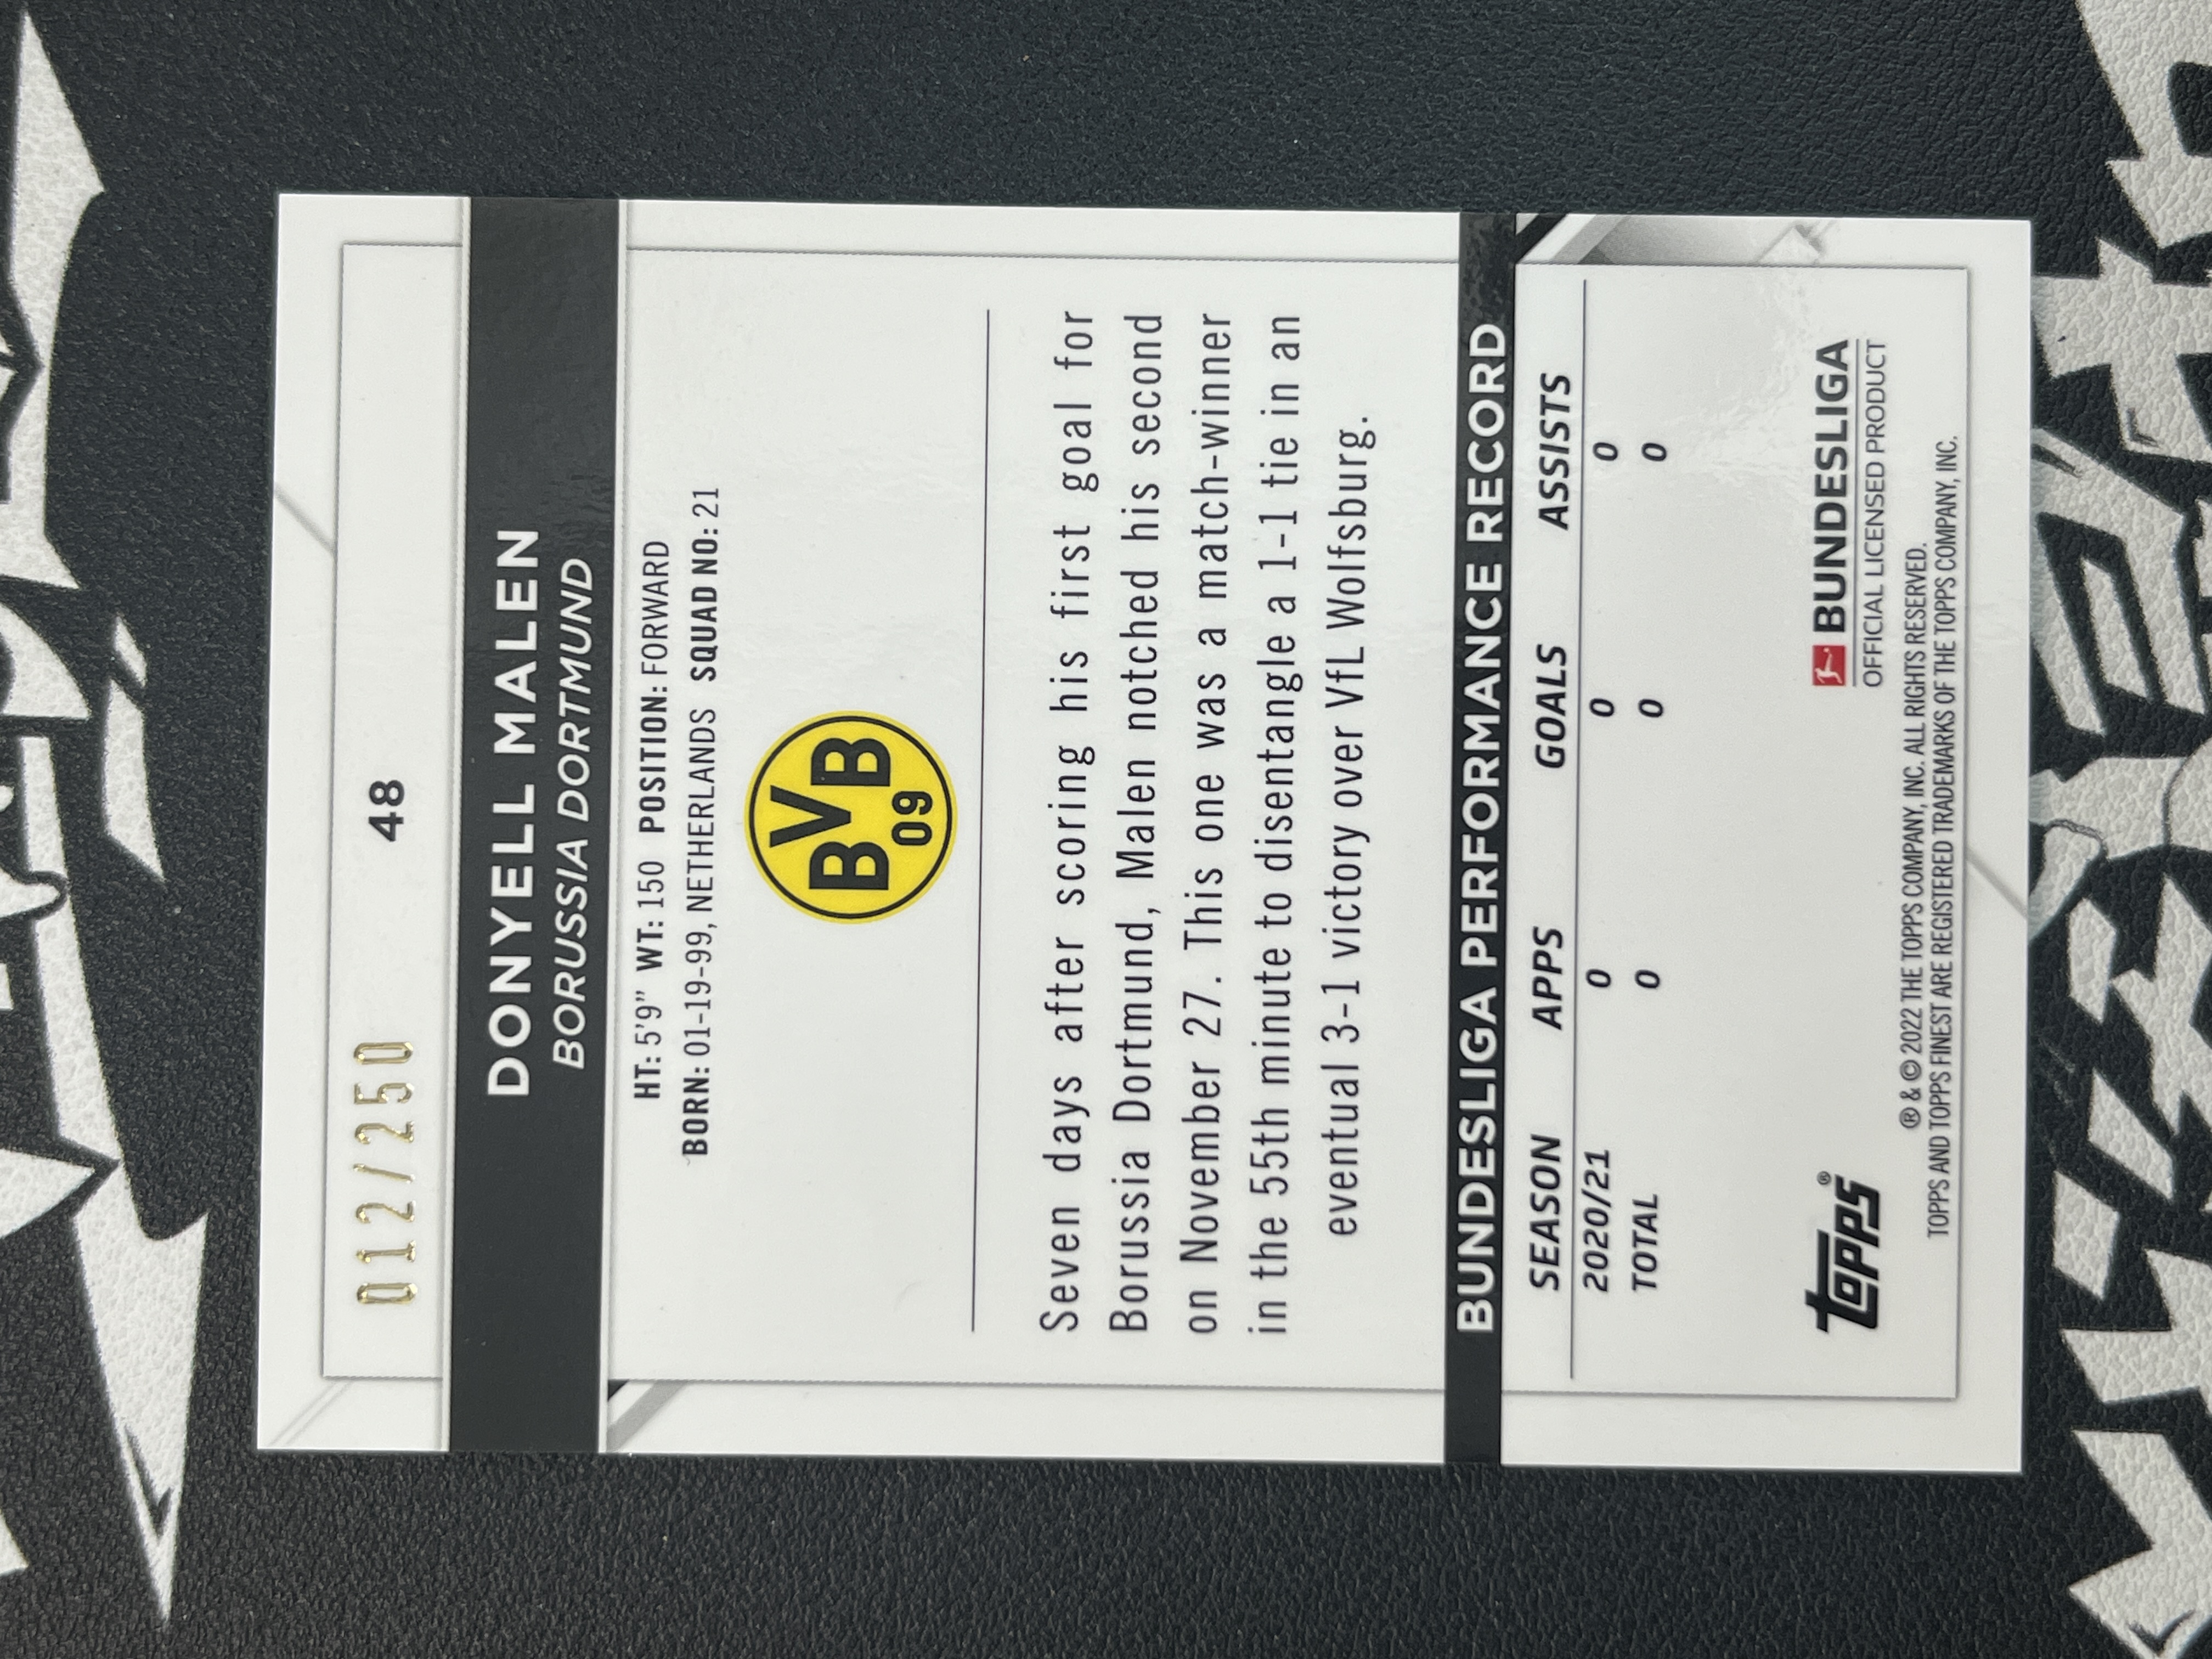 012/250
48
DONYELL MALEN
BORUSSIA DORTMUND
HT: 5'9" WT: 150 POSITION: FORWARD
BORN: 01-19-99, NETHERLANDS SQUAD NO: 21
BVB
09
Seven days after scoring his first goal for
Borussia Dortmund, Malen notched his second
on November 27. This one was a match-winner
in the 55th minute to disentangle a 1-1 tie in an
eventual 3-1 victory over VfL Wolfsburg.
BUNDESLIGA PERFORMANCE RECORD
SEASON APPS GOALS ASSISTS
2020/21 0 0 0
TOTAL 0 0 0
topps®
BUNDESLIGA
OFFICIAL LICENSED PRODUCT
® & © 2022 THE TOPPS COMPANY, INC. ALL RIGHTS RESERVED.
TOPPS AND TOPPS FINEST ARE REGISTERED TRADEMARKS OF THE TOPPS COMPANY, INC.